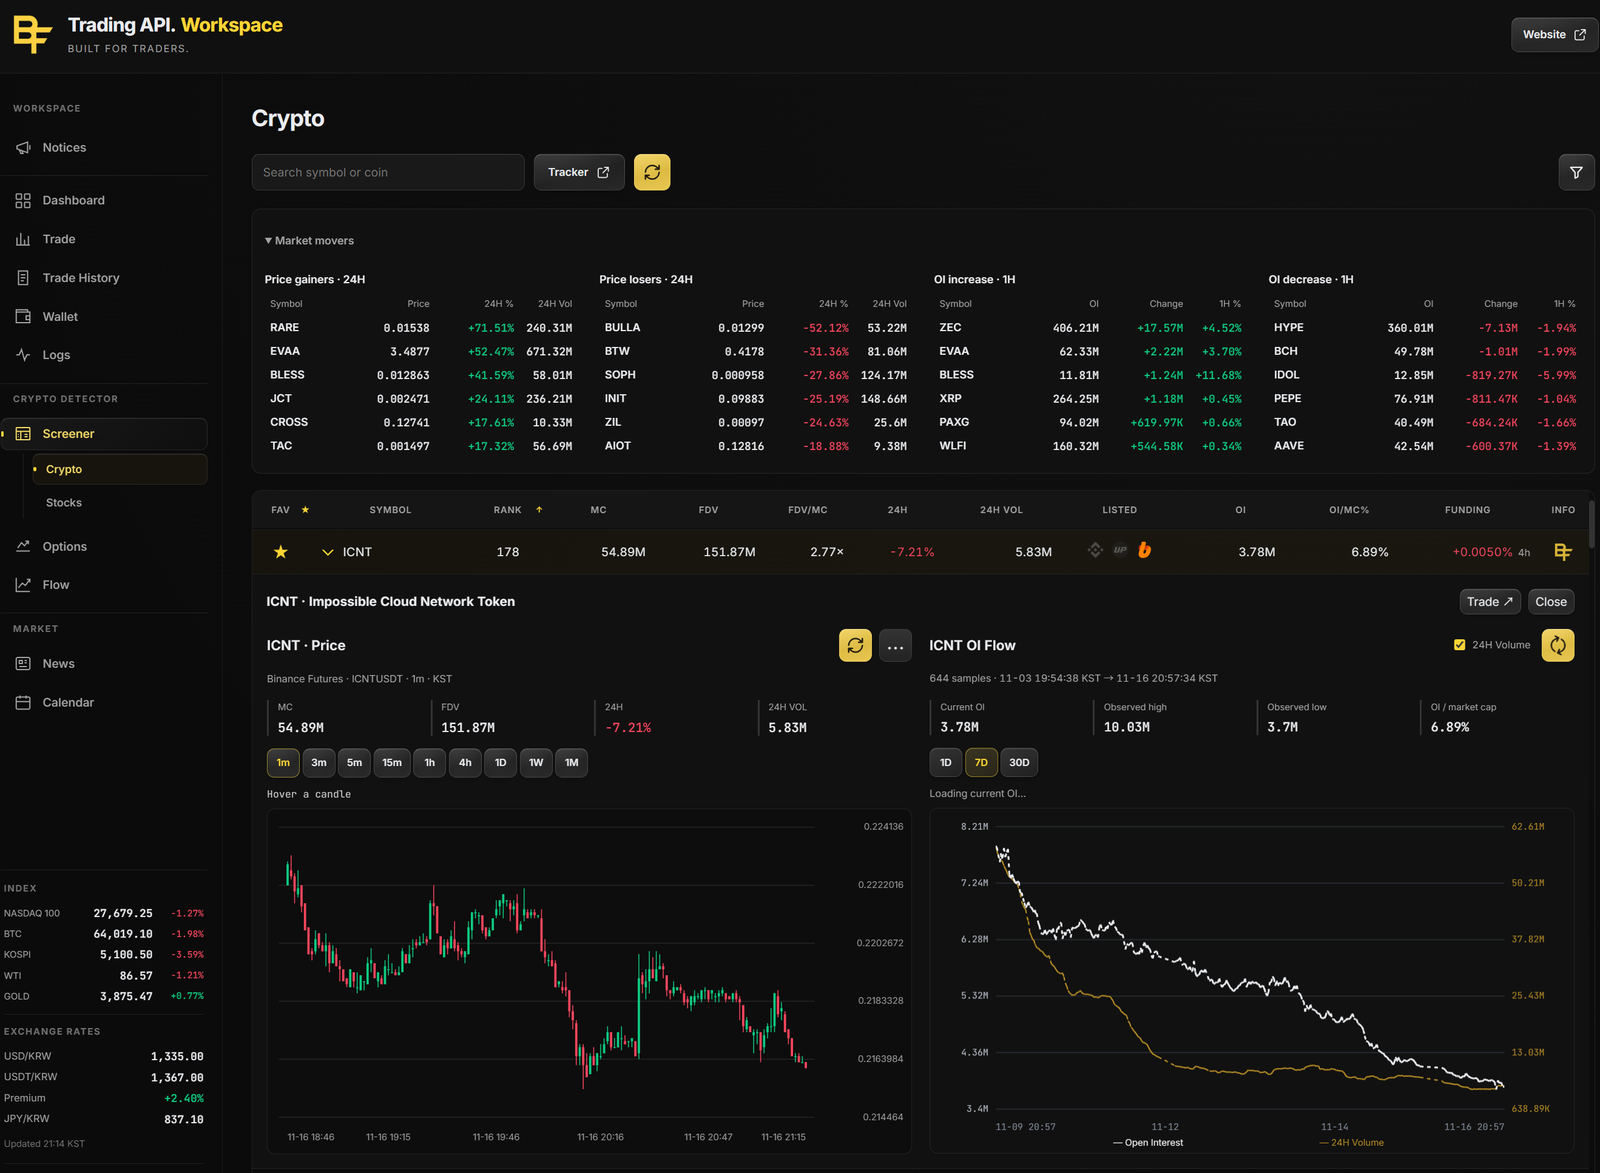 Trading API. Workspace
BUILT FOR TRADERS.
Website
WORKSPACE
Notices
Dashboard
Trade
Trade History
Wallet
Logs
CRYPTO DETECTOR
Screener
Crypto
Stocks
Options
Flow
MARKET
News
Calendar
INDEX
NASDAQ 100 27,679.25 -1.27%
BTC 64,019.10 -1.98%
KOSPI 5,100.50 -3.59%
WTI 86.57 -1.21%
GOLD 3,875.47 +0.77%
EXCHANGE RATES
USD/KRW 1,335.00
USDT/KRW 1,367.00
Premium +2.40%
JPY/KRW 837.10
Updated 21:14 KST
Crypto
Search symbol or coin
Tracker
▼ Market movers
Price gainers · 24H
Symbol Price 24H % 24H Vol
RARE 0.01538 +71.51% 240.31M
EVAA 3.4877 +52.47% 671.32M
BLESS 0.012863 +41.59% 58.01M
JCT 0.002471 +24.11% 236.21M
CROSS 0.12741 +17.61% 10.33M
TAC 0.001497 +17.32% 56.69M
Price losers · 24H
Symbol Price 24H % 24H Vol
BULLA 0.01299 -52.12% 53.22M
BTW 0.4178 -31.36% 81.06M
SOPH 0.000958 -27.86% 124.17M
INIT 0.09883 -25.19% 148.66M
ZIL 0.00097 -24.63% 25.6M
AIOT 0.12816 -18.88% 9.38M
OI increase · 1H
Symbol OI Change 1H %
ZEC 406.21M +17.57M +4.52%
EVAA 62.33M +2.22M +3.70%
BLESS 11.81M +1.24M +11.68%
XRP 264.25M +1.18M +0.45%
PAXG 94.02M +619.97K +0.66%
WLFI 160.32M +544.58K +0.34%
OI decrease · 1H
Symbol OI Change 1H %
HYPE 360.01M -7.13M -1.94%
BCH 49.78M -1.01M -1.99%
IDOL 12.85M -819.27K -5.99%
PEPE 76.91M -811.47K -1.04%
TAO 40.49M -684.24K -1.66%
AAVE 42.54M -600.37K -1.39%
FAV ★ SYMBOL RANK ↑ MC FDV FDV/MC 24H 24H VOL LISTED OI OI/MC% FUNDING INFO
ICNT 178 54.89M 151.87M 2.77× -7.21% 5.83M UP 3.78M 6.89% +0.0050% 4h
ICNT · Impossible Cloud Network Token
Trade ↗ Close
ICNT · Price
...
Binance Futures · ICNTUSDT · 1m · KST
MC FDV 24H 24H VOL
54.89M 151.87M -7.21% 5.83M
1m 3m 5m 15m 1h 4h 1D 1W 1M
Hover a candle
0.224136
0.2222016
0.2202672
0.2183328
0.2163984
0.214464
11-16 18:46 11-16 19:15 11-16 19:46 11-16 20:16 11-16 20:47 11-16 21:15
ICNT OI Flow
24H Volume
644 samples · 11-03 19:54:38 KST → 11-16 20:57:34 KST
Current OI Observed high Observed low OI / market cap
3.78M 10.03M 3.7M 6.89%
1D 7D 30D
Loading current OI...
8.21M 62.61M
7.24M 50.21M
6.28M 37.82M
5.32M 25.43M
4.36M 13.03M
3.4M 638.89K
11-09 20:57 11-12 11-14 11-16 20:57
— Open Interest — 24H Volume